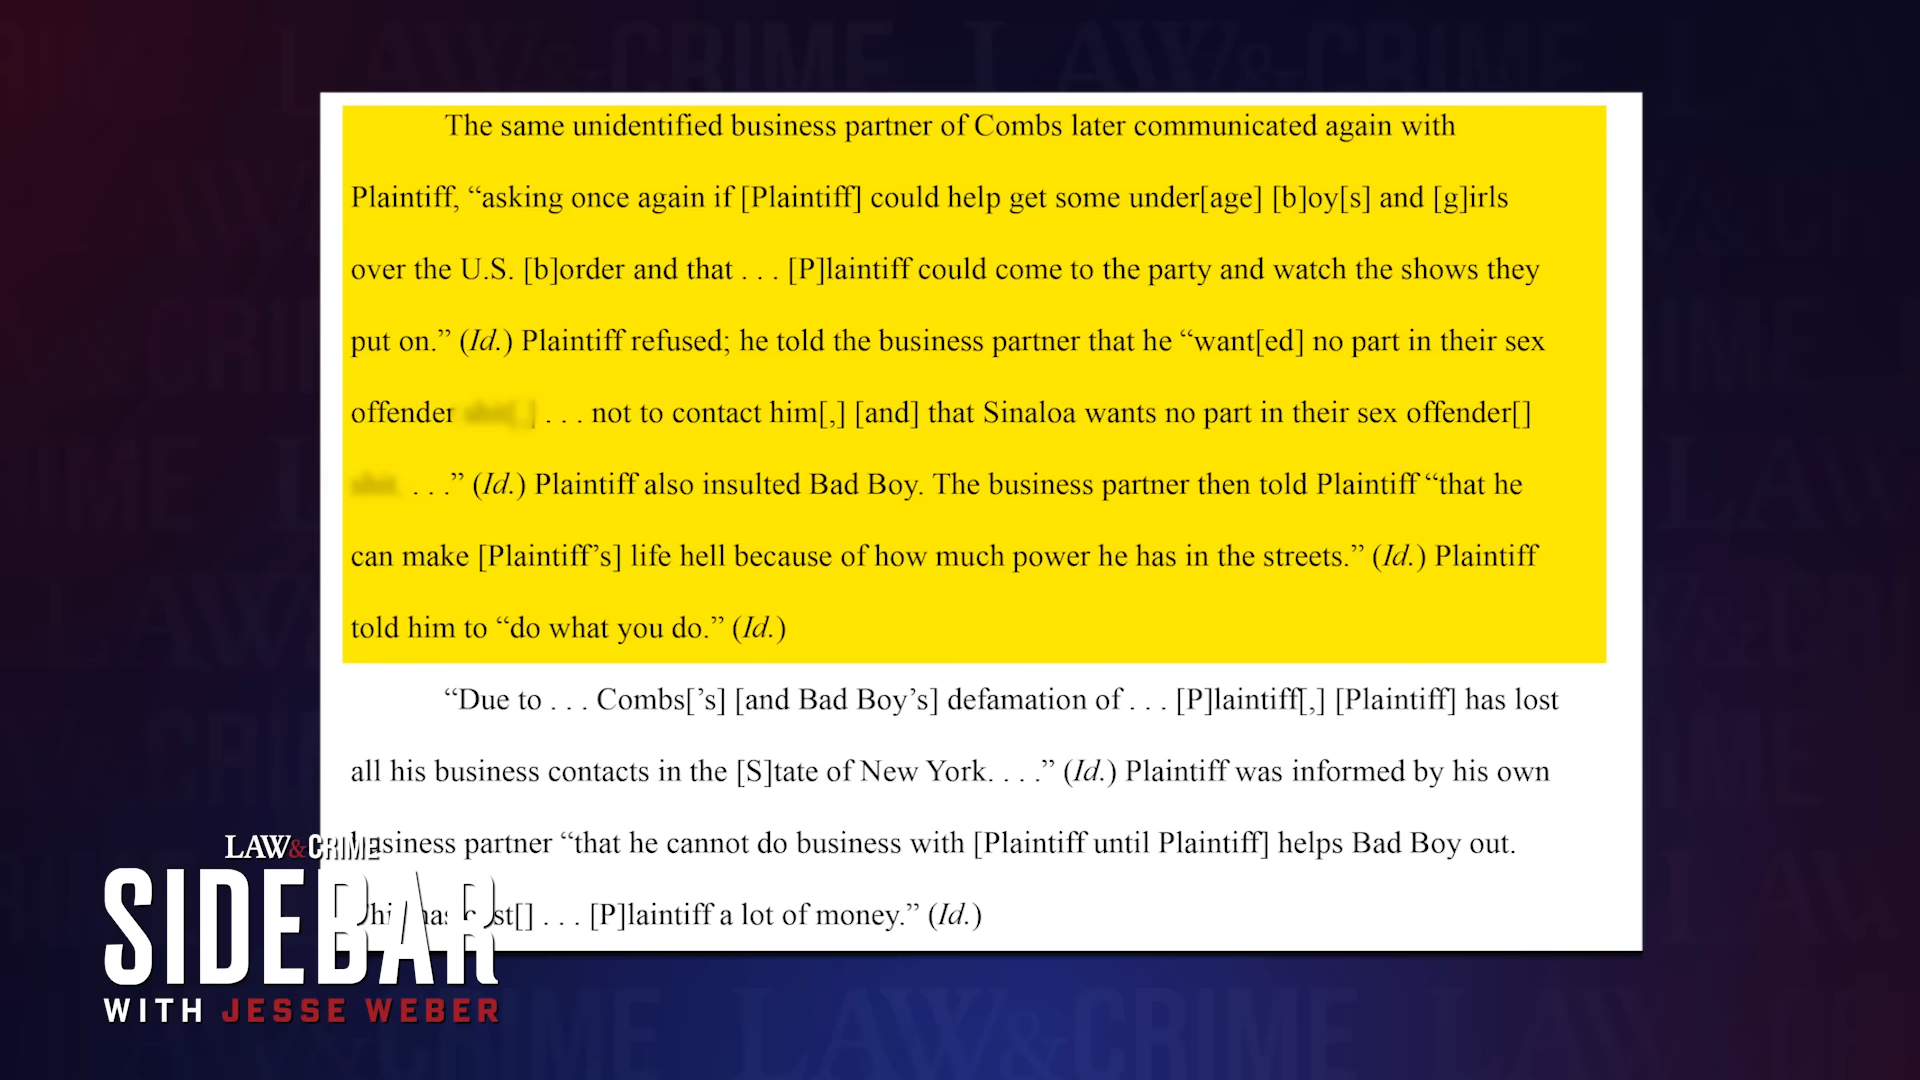 The same unidentified business partner of Combs later communicated again with
Plaintiff, “asking once again if [Plaintiff] could help get some under[age] [b]oy[s] and [g]irls
over the U.S. [b]order and that . . . [P]laintiff could come to the party and watch the shows they
put on.” (Id.) Plaintiff refused; he told the business partner that he “want[ed] no part in their sex
offender . . . not to contact him[,] [and] that Sinaloa wants no part in their sex offender[]
. . .” (Id.) Plaintiff also insulted Bad Boy. The business partner then told Plaintiff “that he
can make [Plaintiff’s] life hell because of how much power he has in the streets.” (Id.) Plaintiff
told him to “do what you do.” (Id.)
“Due to . . . Combs[’s] [and Bad Boy’s] defamation of . . . [P]laintiff[,] [Plaintiff] has lost
all his business contacts in the [S]tate of New York. . . .” (Id.) Plaintiff was informed by his own
business partner “that he cannot do business with [Plaintiff until Plaintiff] helps Bad Boy out.
. . . [P]laintiff a lot of money.” (Id.)
LAW&CRIME
SIDEBAR
WITH JESSE WEBER